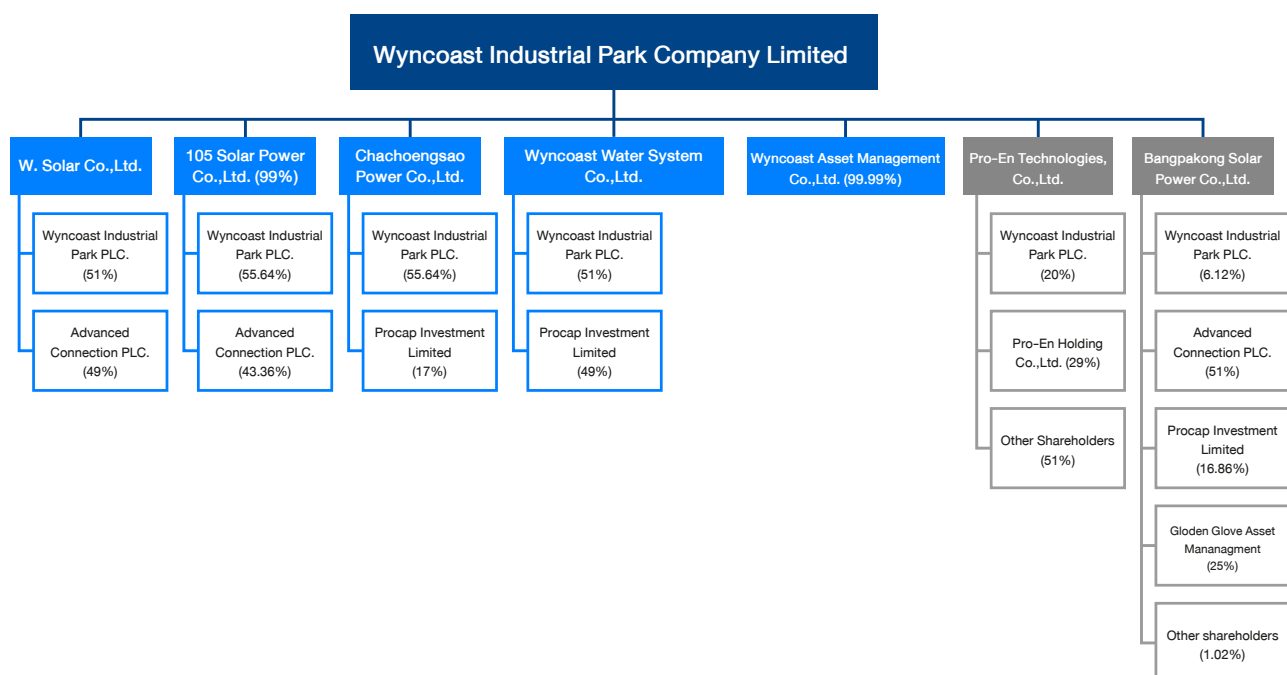 Wyncoast Industrial Park Company Limited
W. Solar Co.,Ltd.
Wyncoast Industrial
Park PLC.
(51%)
Advanced
Connection PLC.
(49%)
105 Solar Power
Co.,Ltd. (99%)
Wyncoast Industrial
Park PLC.
(55.64%)
Advanced
Connection PLC.
(43.36%)
Chachoengsao
Power Co.,Ltd.
Wyncoast Industrial
Park PLC.
(55.64%)
Procap Investment
Limited
(17%)
Wyncoast Water System
Co.,Ltd.
Wyncoast Industrial
Park PLC.
(51%)
Procap Investment
Limited
(49%)
Wyncoast Asset Management
Co.,Ltd. (99.99%)
Pro-En Technologies,
Co.,Ltd.
Wyncoast Industrial
Park PLC.
(20%)
Pro-En Holding
Co.,Ltd. (29%)
Other Shareholders
(51%)
Bangpakong Solar
Power Co.,Ltd.
Wyncoast Industrial
Park PLC.
(6.12%)
Advanced
Connection PLC.
(51%)
Procap Investment
Limited
(16.86%)
Gloden Glove Asset
Mananagment
(25%)
Other shareholders
(1.02%)